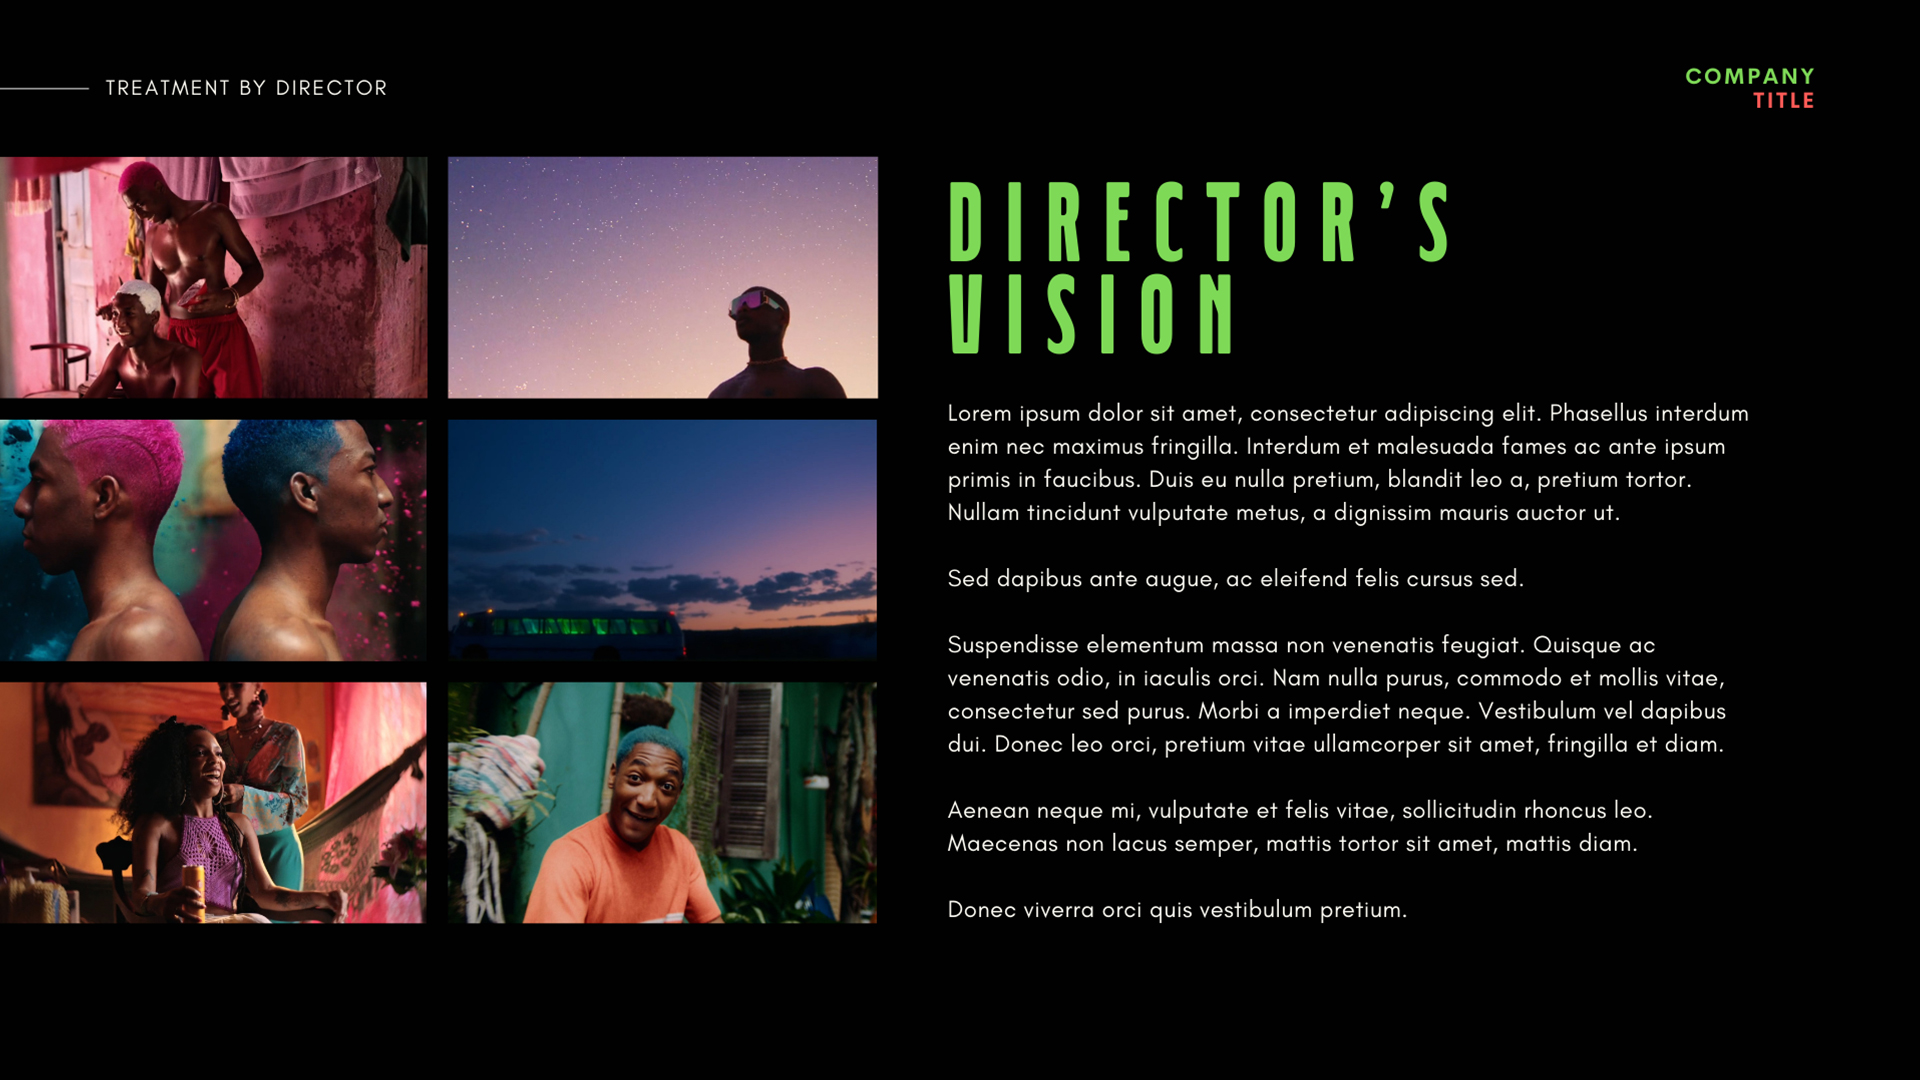 TREATMENT BY DIRECTOR
COMPANY
TITLE
DIRECTOR’S
VISION
Lorem ipsum dolor sit amet, consectetur adipiscing elit. Phasellus interdum
enim nec maximus fringilla. Interdum et malesuada fames ac ante ipsum
primis in faucibus. Duis eu nulla pretium, blandit leo a, pretium tortor.
Nullam tincidunt vulputate metus, a dignissim mauris auctor ut.
Sed dapibus ante augue, ac eleifend felis cursus sed.
Suspendisse elementum massa non venenatis feugiat. Quisque ac
venenatis odio, in iaculis orci. Nam nulla purus, commodo et mollis vitae,
consectetur sed purus. Morbi a imperdiet neque. Vestibulum vel dapibus
dui. Donec leo orci, pretium vitae ullamcorper sit amet, fringilla et diam.
Aenean neque mi, vulputate et felis vitae, sollicitudin rhoncus leo.
Maecenas non lacus semper, mattis tortor sit amet, mattis diam.
Donec viverra orci quis vestibulum pretium.